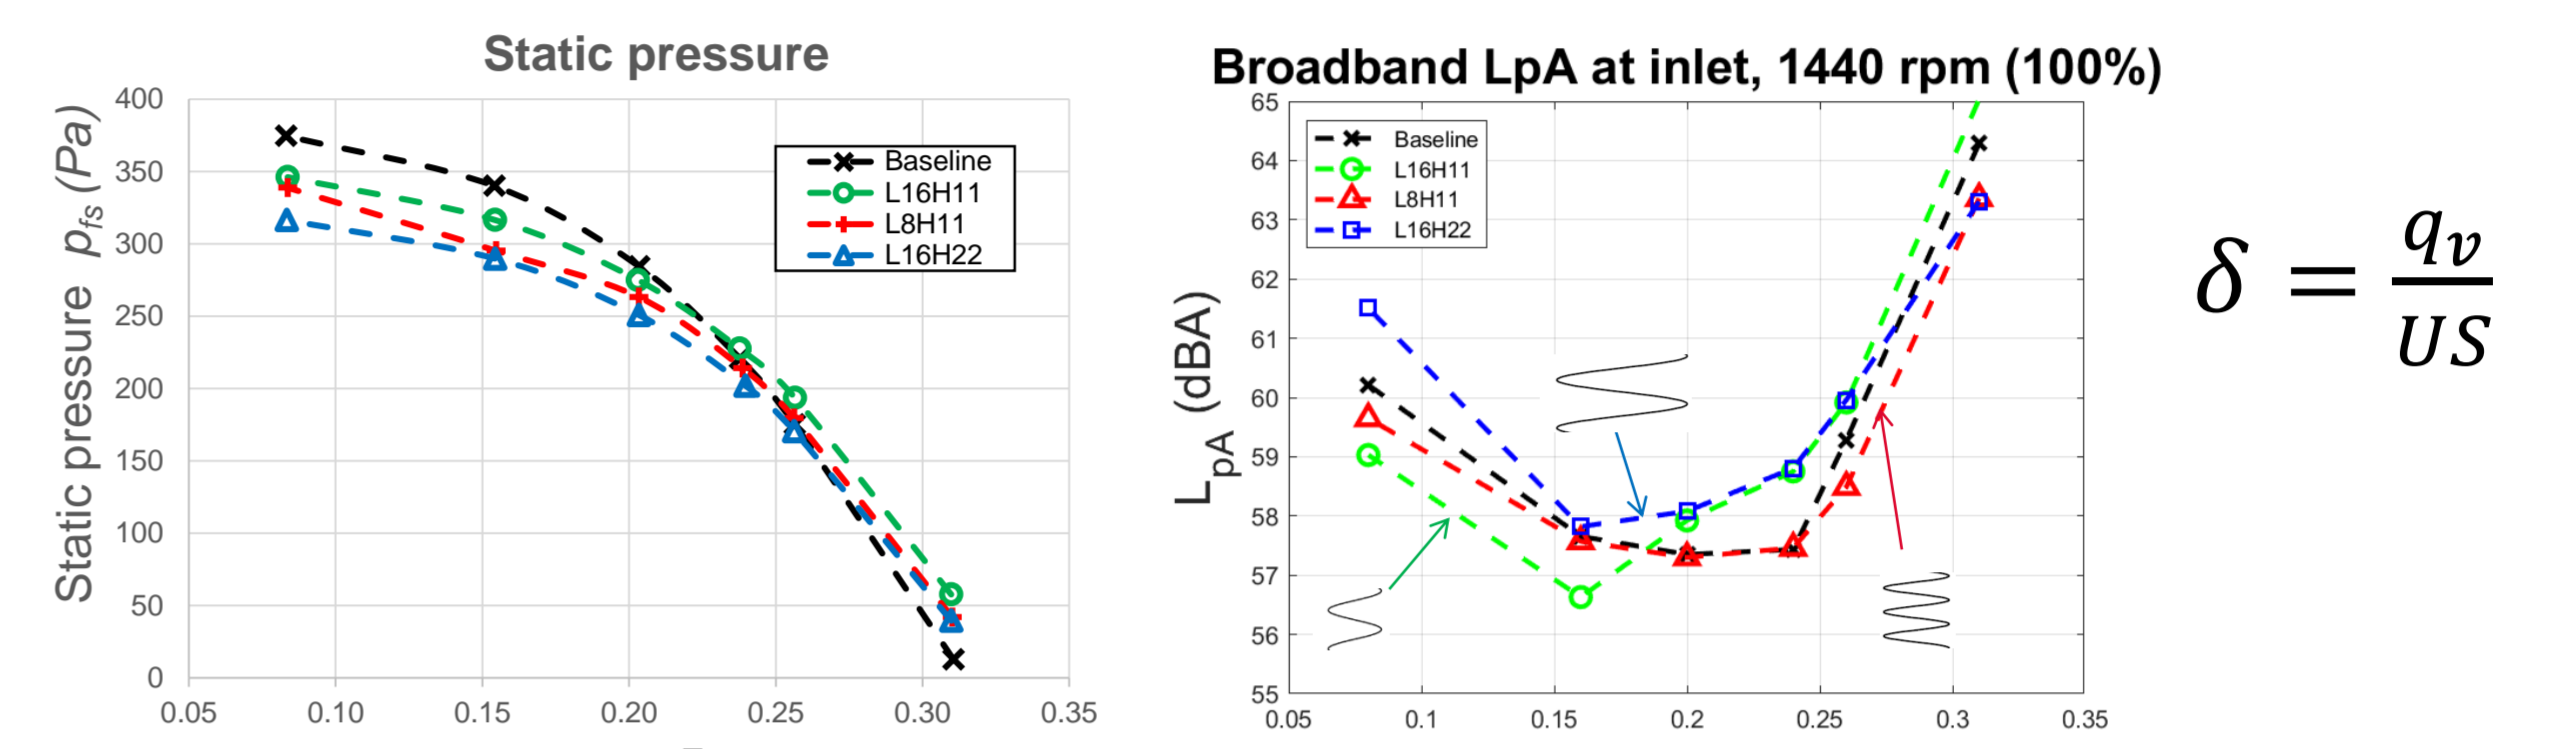 Static pressure
Static pressure p_fs (Pa)
400
350
300
250
200
150
100
50
0
0.05 0.10 0.15 0.20 0.25 0.30 0.35
Baseline
L16H11
L8H11
L16H22
Broadband LpA at inlet, 1440 rpm (100%)
L_pA (dBA)
65
64
63
62
61
60
59
58
57
56
55
0.05 0.1 0.15 0.2 0.25 0.3 0.35
Baseline
L16H11
L8H11
L16H22
δ = q_v / US